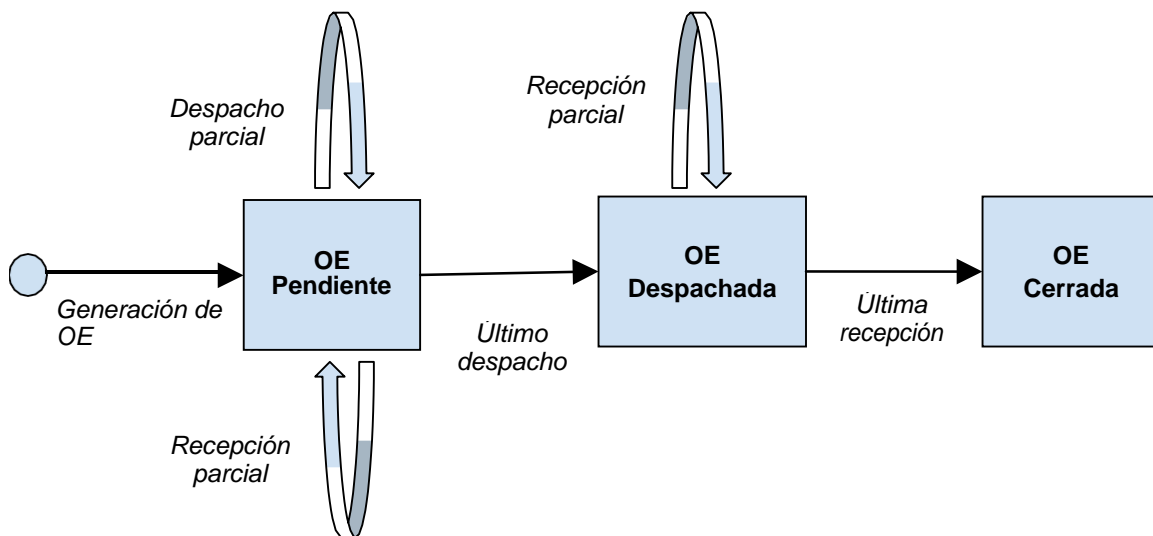 Despacho
parcial
Recepción
parcial
OE
Pendiente
OE
Despachada
OE
Cerrada
Generación de
OE
Último
despacho
Última
recepción
Recepción
parcial